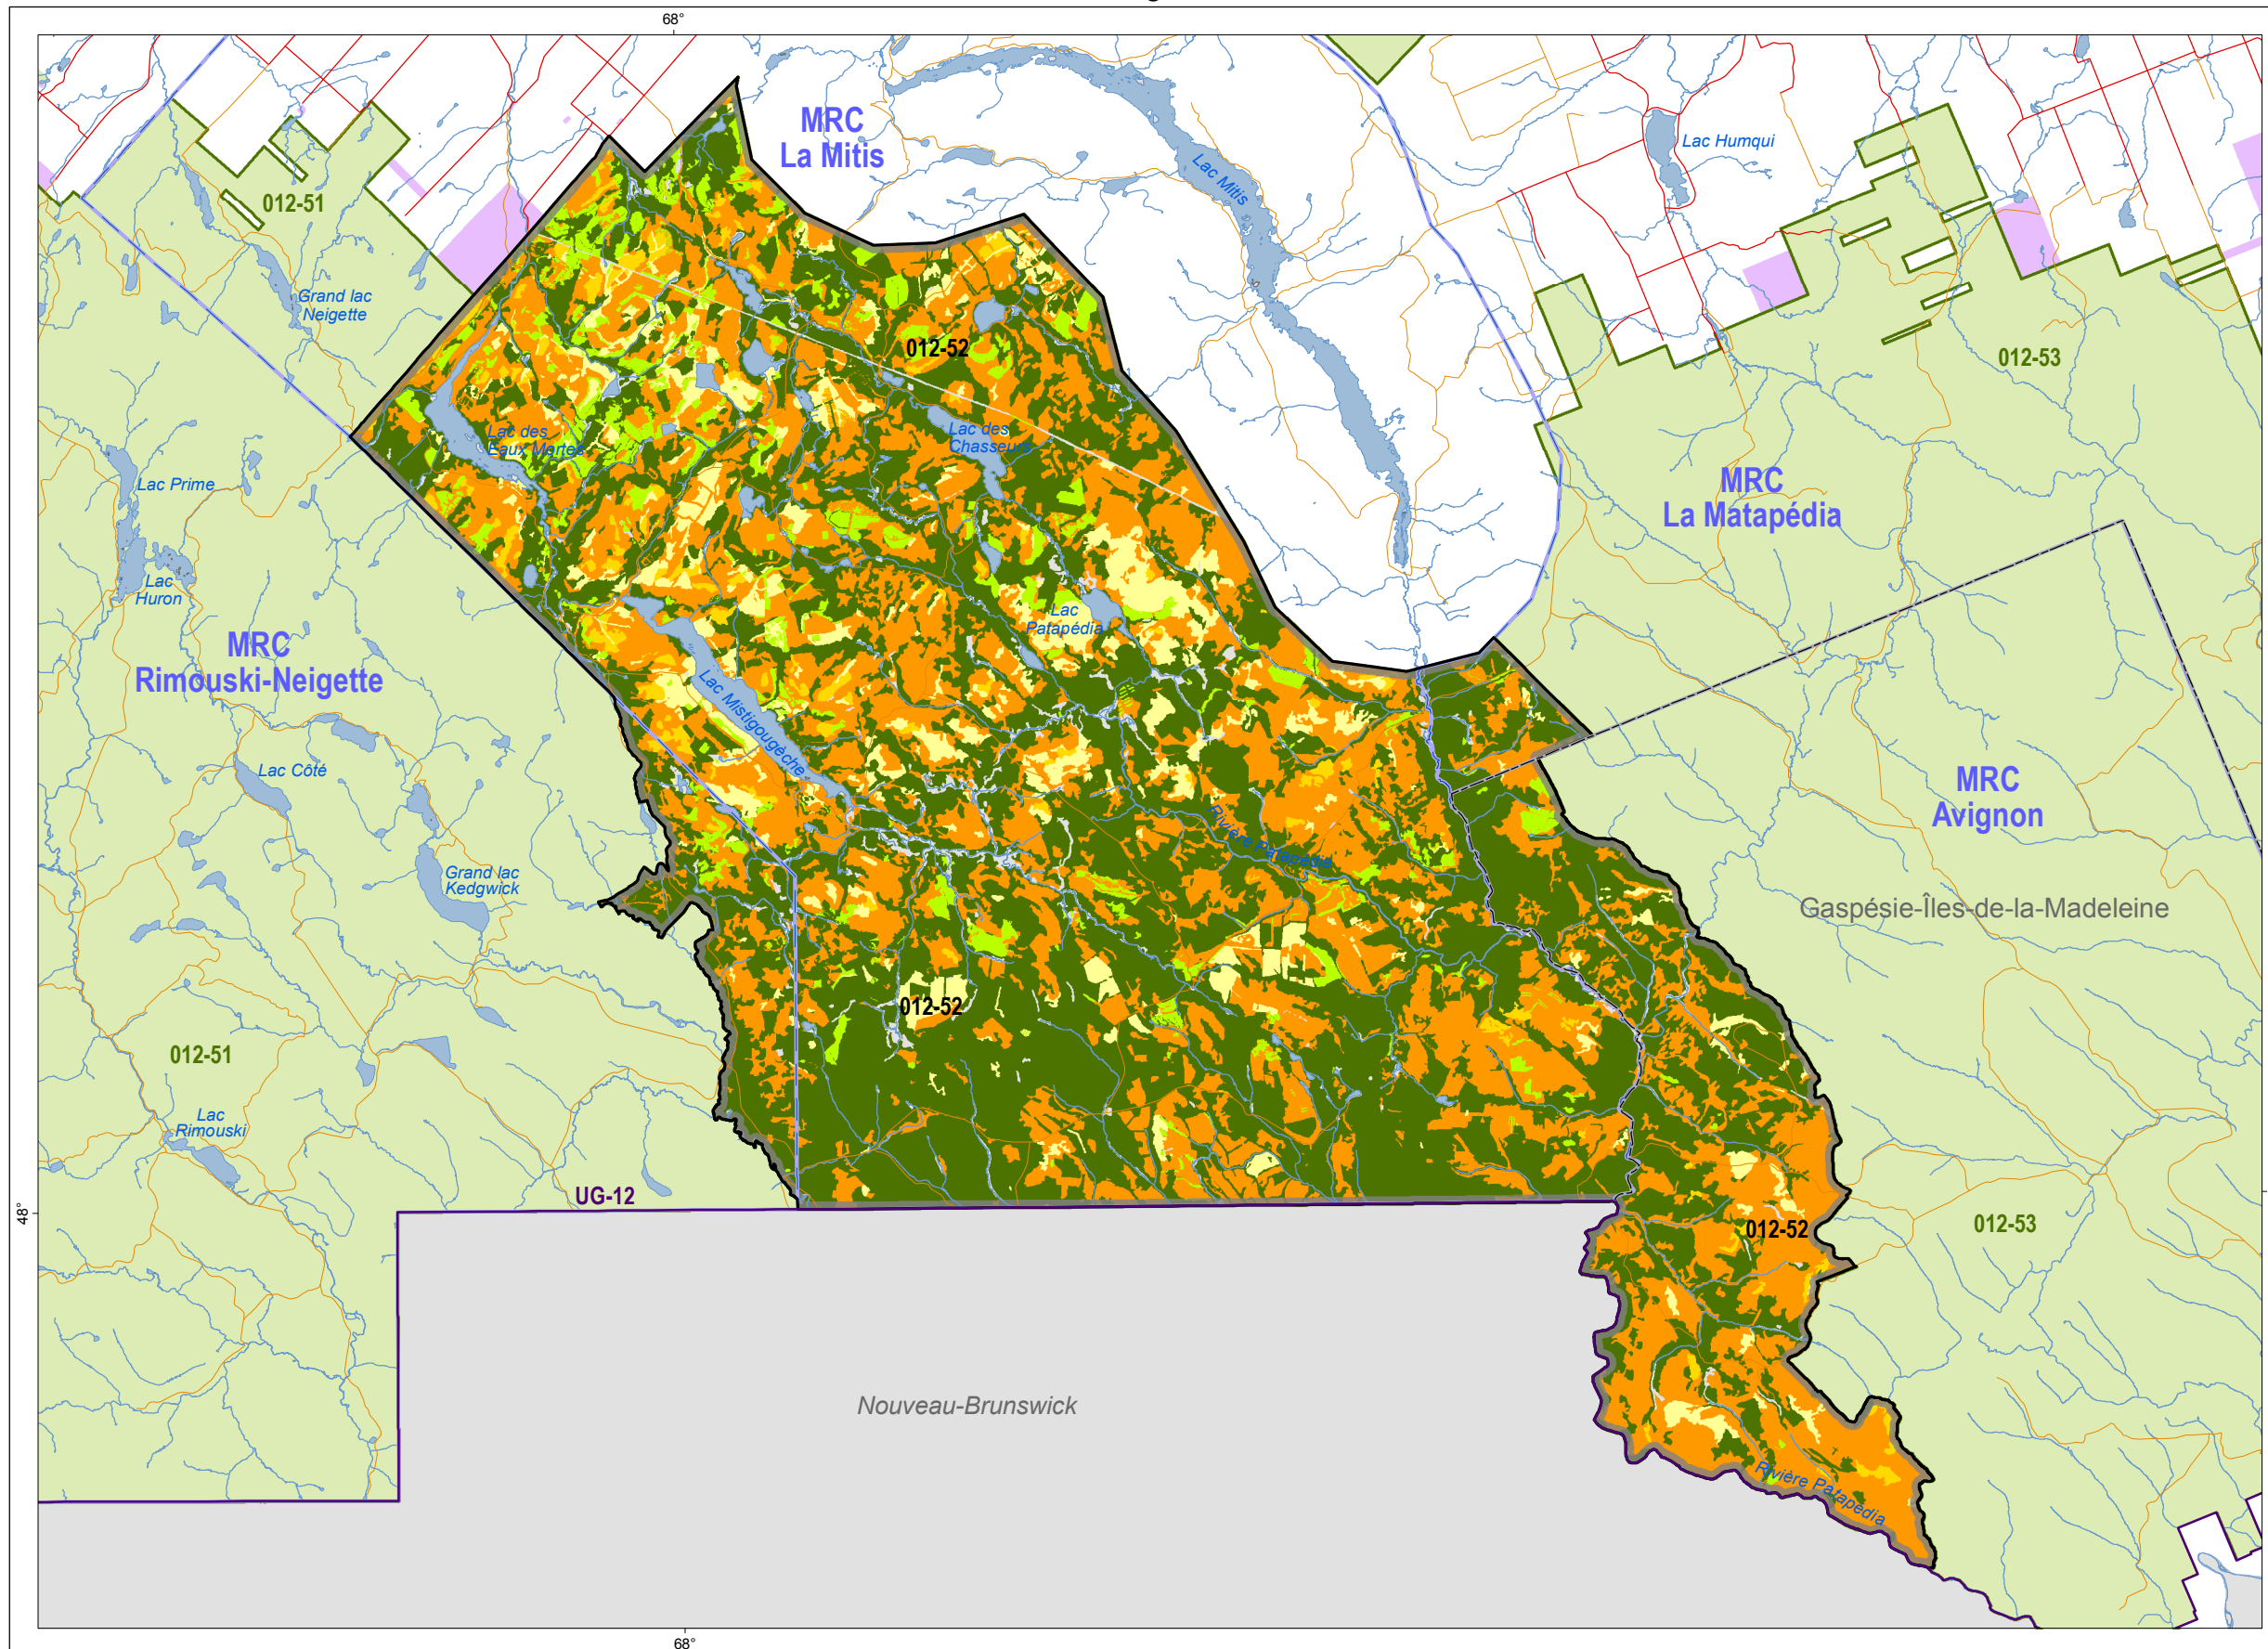 68°
MRC
La Mitis
Lac Humqui
Lac Mitis
012-51
Grand lac
Neigette
012-52
012-53
Lac des
Eaux Mortes
Lac des
Chasseurs
Lac Prime
MRC
La Matapédia
Lac
Huron
Lac
Patapédia
MRC
Rimouski-Neigette
Lac Mistigougèche
Lac Côté
MRC
Avignon
Rivière Patapédia
Grand lac
Kedgwick
Gaspésie-Îles-de-la-Madeleine
012-52
012-51
Lac
Rimouski
UG-12
48°
012-52
012-53
Nouveau-Brunswick
Rivière Patapédia
68°